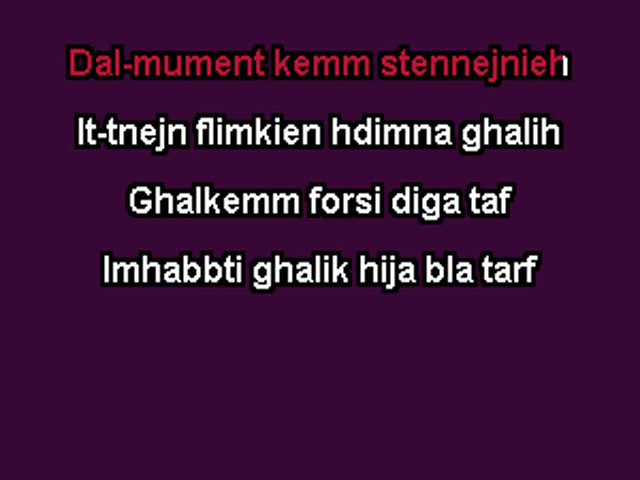 Dal-mument kemm stennejnieh
It-tnejn flimkien hdimna ghalih
Ghalkemm forsi diga taf
Imhabbti ghalik hija bla tarf